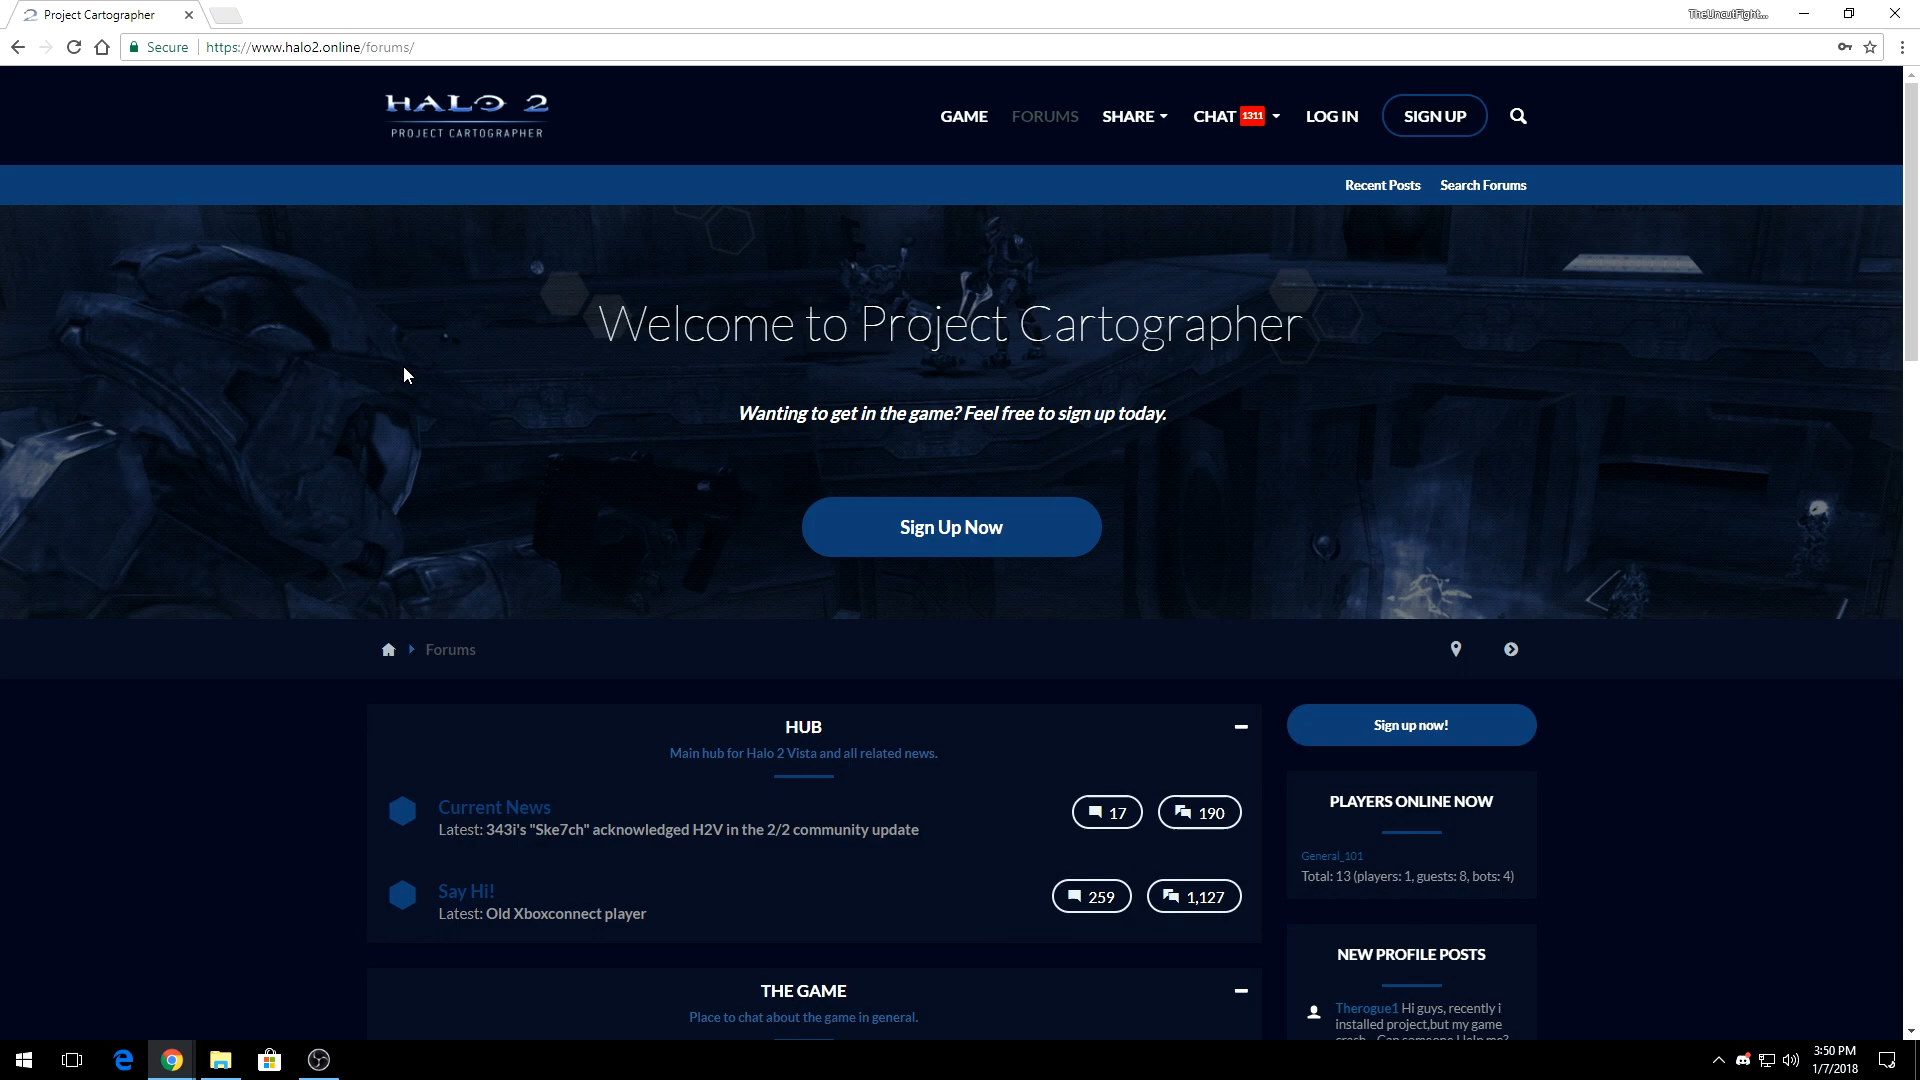 Project Cartographer
TheUncutFight...
Secure
https://www.halo2.online/forums/
HALO 2
PROJECT CARTOGRAPHER
GAME
FORUMS
SHARE
CHAT 1311
LOG IN
SIGN UP
Recent Posts
Search Forums
Welcome to Project Cartographer
Wanting to get in the game? Feel free to sign up today.
Sign Up Now
Forums
HUB
Main hub for Halo 2 Vista and all related news.
Current News
Latest: 343i's "Ske7ch" acknowledged H2V in the 2/2 community update
17
190
Say Hi!
Latest: Old Xboxconnect player
259
1,127
THE GAME
Place to chat about the game in general.
Sign up now!
PLAYERS ONLINE NOW
General_101
Total: 13 (players: 1, guests: 8, bots: 4)
NEW PROFILE POSTS
Therogue1 Hi guys, recently i
installed project,but my game
crash... Can someone Help me?
3:50 PM
1/7/2018